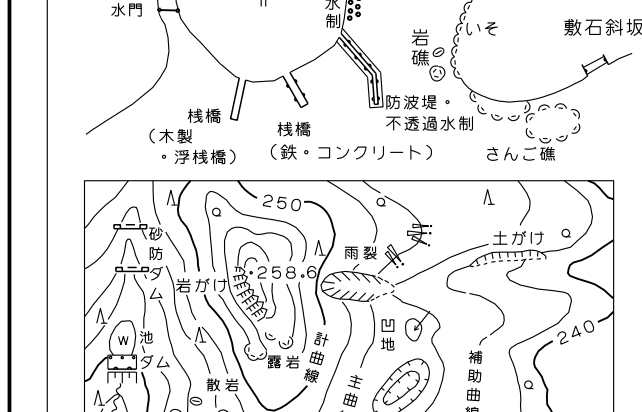 水門
水制
岩礁
いそ
敷石斜坂
桟橋
（木製
・浮桟橋）
桟橋
（鉄・コンクリート）
防波堤・
不透過水制
さんご礁
250
砂防ダム
雨裂
土がけ
岩がけ
・258.6
W
池・ダム
露岩
計曲線
凹地
240
散岩
主曲
補助曲線